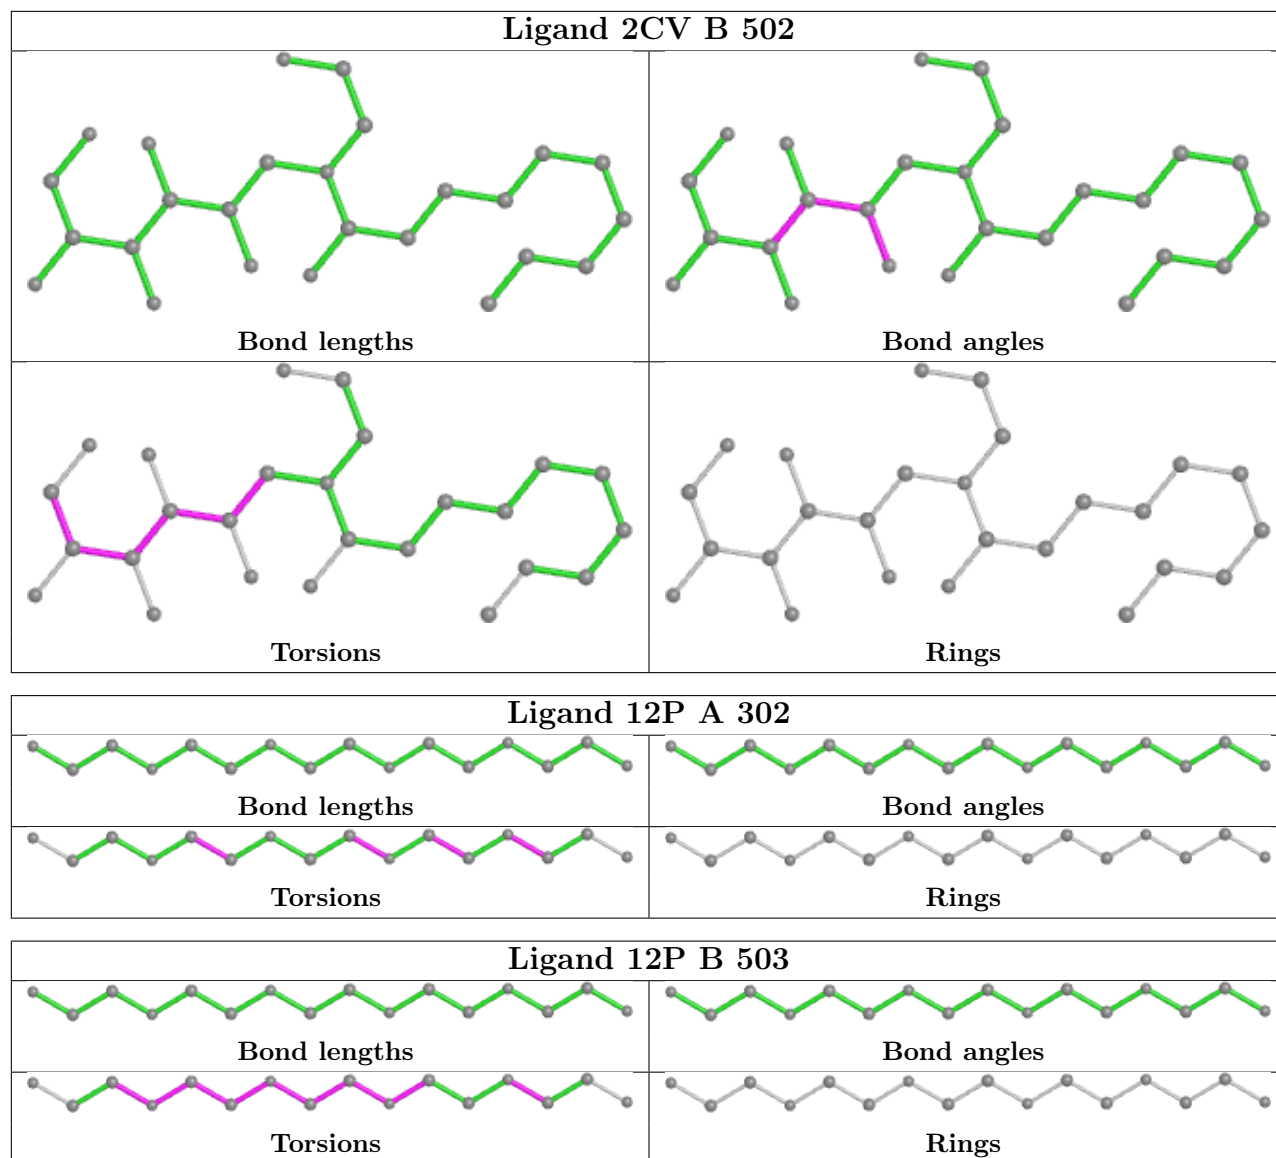 Ligand 2CV B 502
Bond lengths
Bond angles
Torsions
Rings
Ligand 12P A 302
Bond lengths
Bond angles
Torsions
Rings
Ligand 12P B 503
Bond lengths
Bond angles
Torsions
Rings